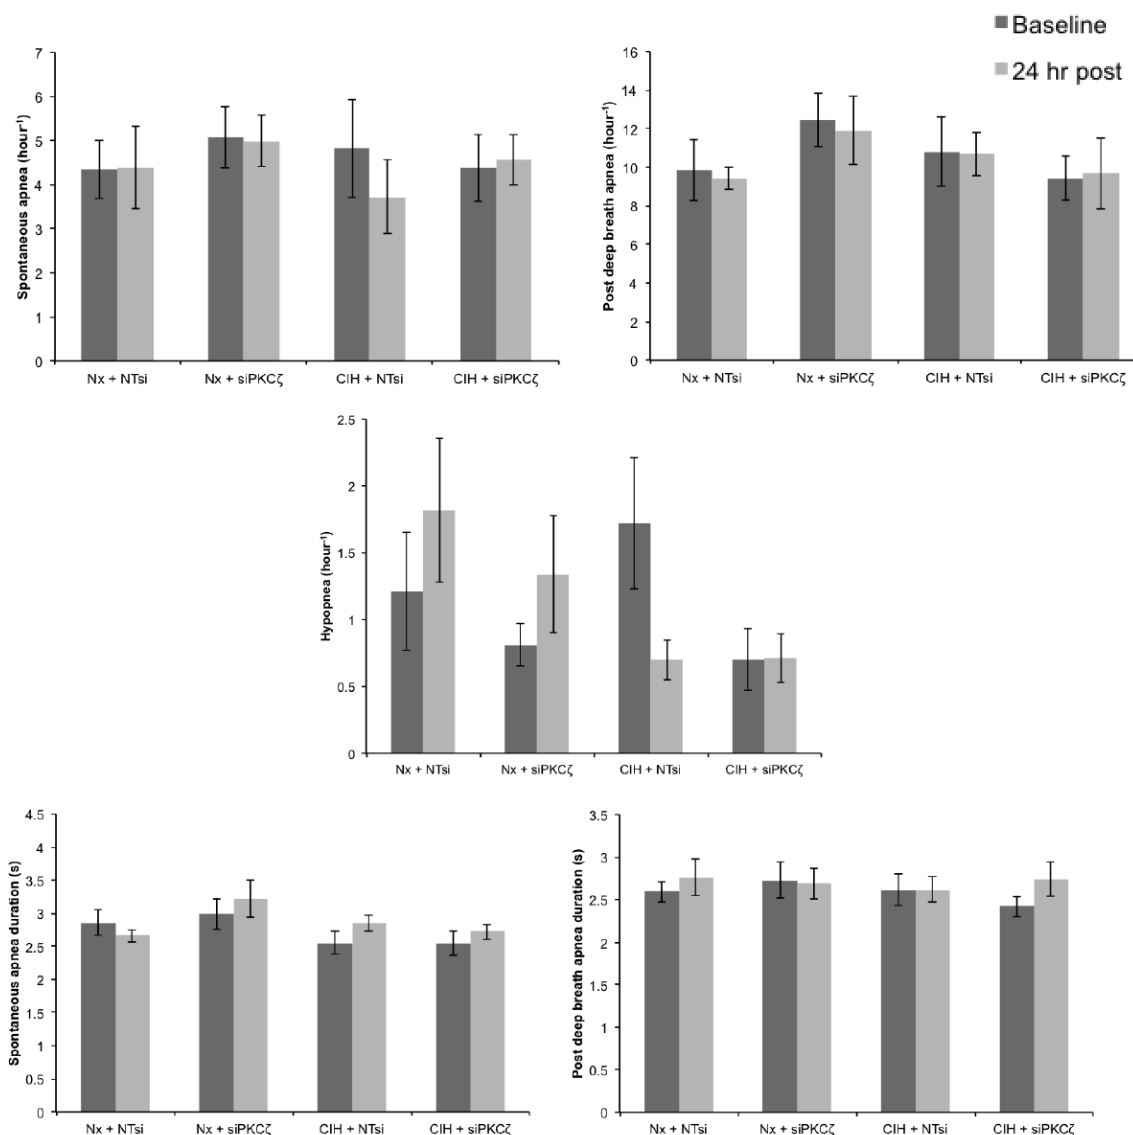 Baseline
24 hr post
Spontaneous apnea (hour⁻¹)
7
6
5
4
3
2
1
0
Nx + NTsi
Nx + siPKCζ
CIH + NTsi
CIH + siPKCζ
Post deep breath apnea (hour⁻¹)
16
14
12
10
8
6
4
2
0
Nx + NTsi
Nx + siPKCζ
CIH + NTsi
CIH + siPKCζ
Hypopnea (hour⁻¹)
2.5
2
1.5
1
0.5
0
Nx + NTsi
Nx + siPKCζ
CIH + NTsi
CIH + siPKCζ
Spontaneous apnea duration (s)
4.5
4
3.5
3
2.5
2
1.5
1
0.5
0
Nx + NTsi
Nx + siPKCζ
CIH + NTsi
CIH + siPKCζ
Post deep breath apnea duration (s)
3.5
3
2.5
2
1.5
1
0.5
0
Nx + NTsi
Nx + siPKCζ
CIH + NTsi
CIH + siPKCζ